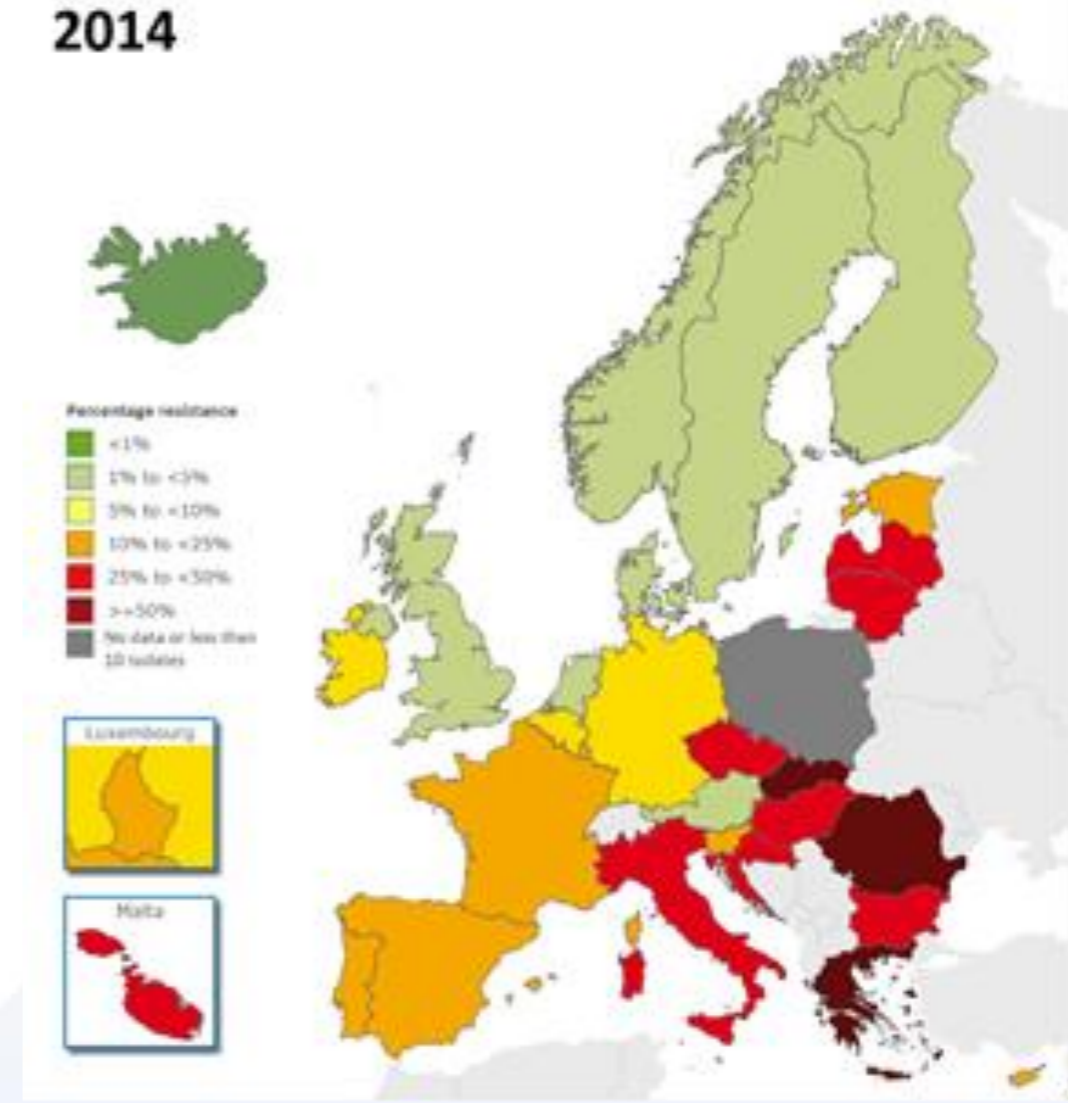 2014
Percentage resistance
<1%
1% to <5%
5% to <10%
10% to <25%
25% to <50%
>=50%
No data or less than
10 isolates
Luxembourg
Malta